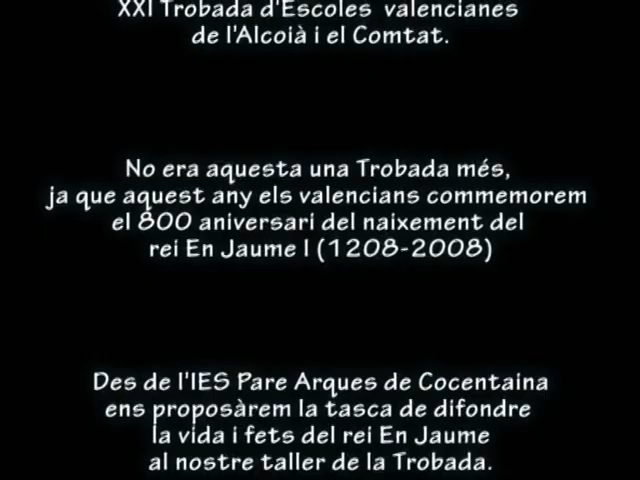 XXI Trobada d'Escoles valencianes
de l'Alcoià i el Comtat.
No era aquesta una Trobada més,
ja que aquest any els valencians commemorem
el 800 aniversari del naixement del
rei En Jaume I (1208-2008)
Des de l'IES Pare Arques de Cocentaina
ens proposàrem la tasca de difondre
la vida i fets del rei En Jaume
al nostre taller de la Trobada.